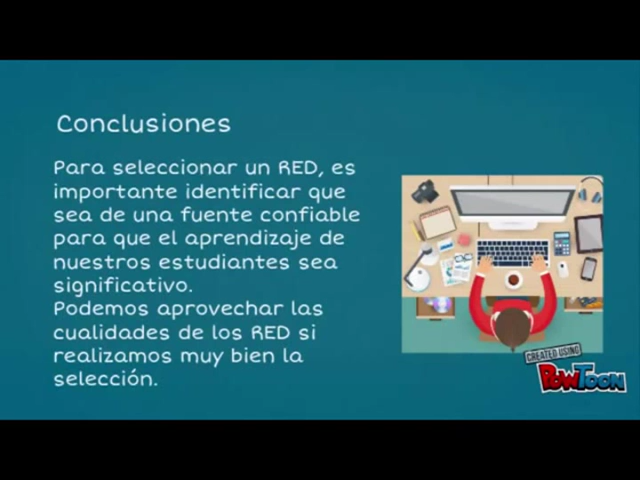 Conclusiones
Para seleccionar un RED, es
importante identificar que
sea de una fuente confiable
para que el aprendizaje de
nuestros estudiantes sea
significativo.
Podemos aprovechar las
cualidades de los RED si
realizamos muy bien la
selección.
CREATED USING
POWTOON